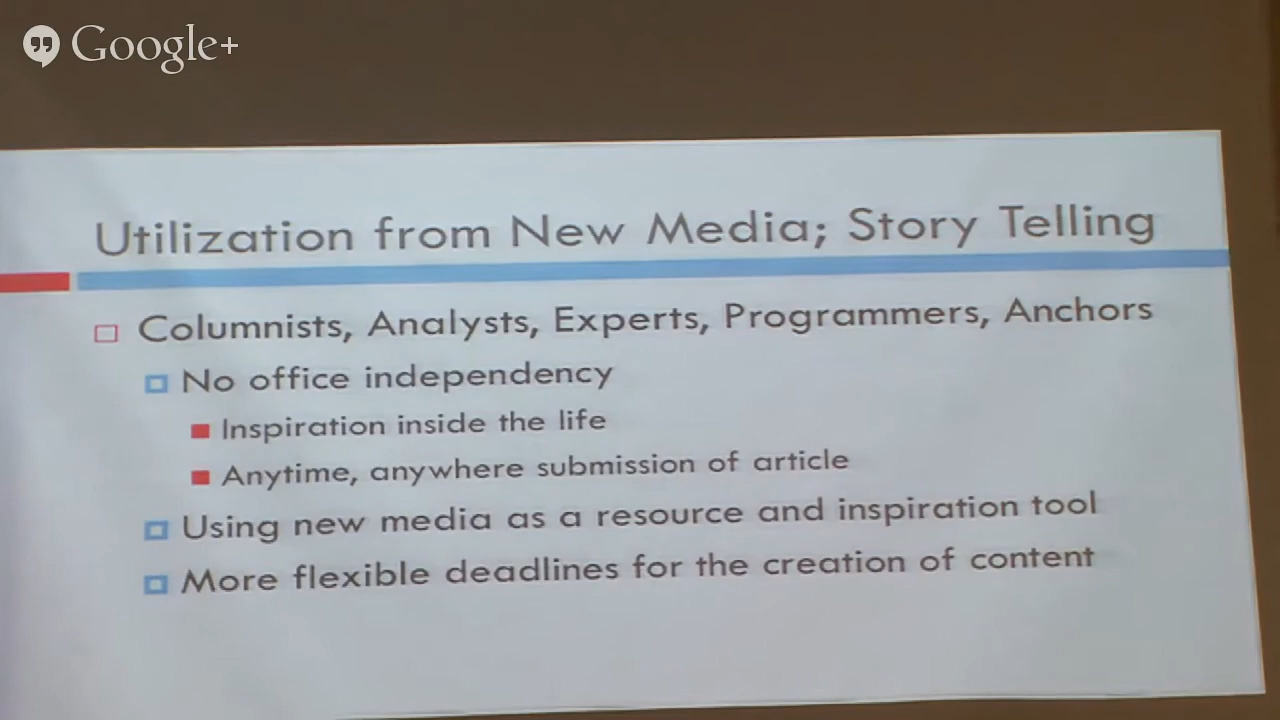 Google+
Utilization from New Media; Story Telling
Columnists, Analysts, Experts, Programmers, Anchors
No office independency
Inspiration inside the life
Anytime, anywhere submission of article
Using new media as a resource and inspiration tool
More flexible deadlines for the creation of content